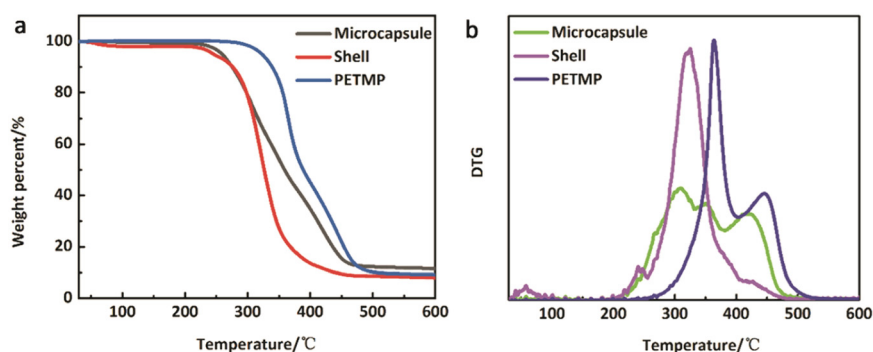 a
Weight percent/%
100
80
60
40
20
10
0
Microcapsule
Shell
PETMP
100 200 300 400 500 600
Temperature/℃
b
DTG
Microcapsule
Shell
PETMP
100 200 300 400 500 600
Temperature/℃